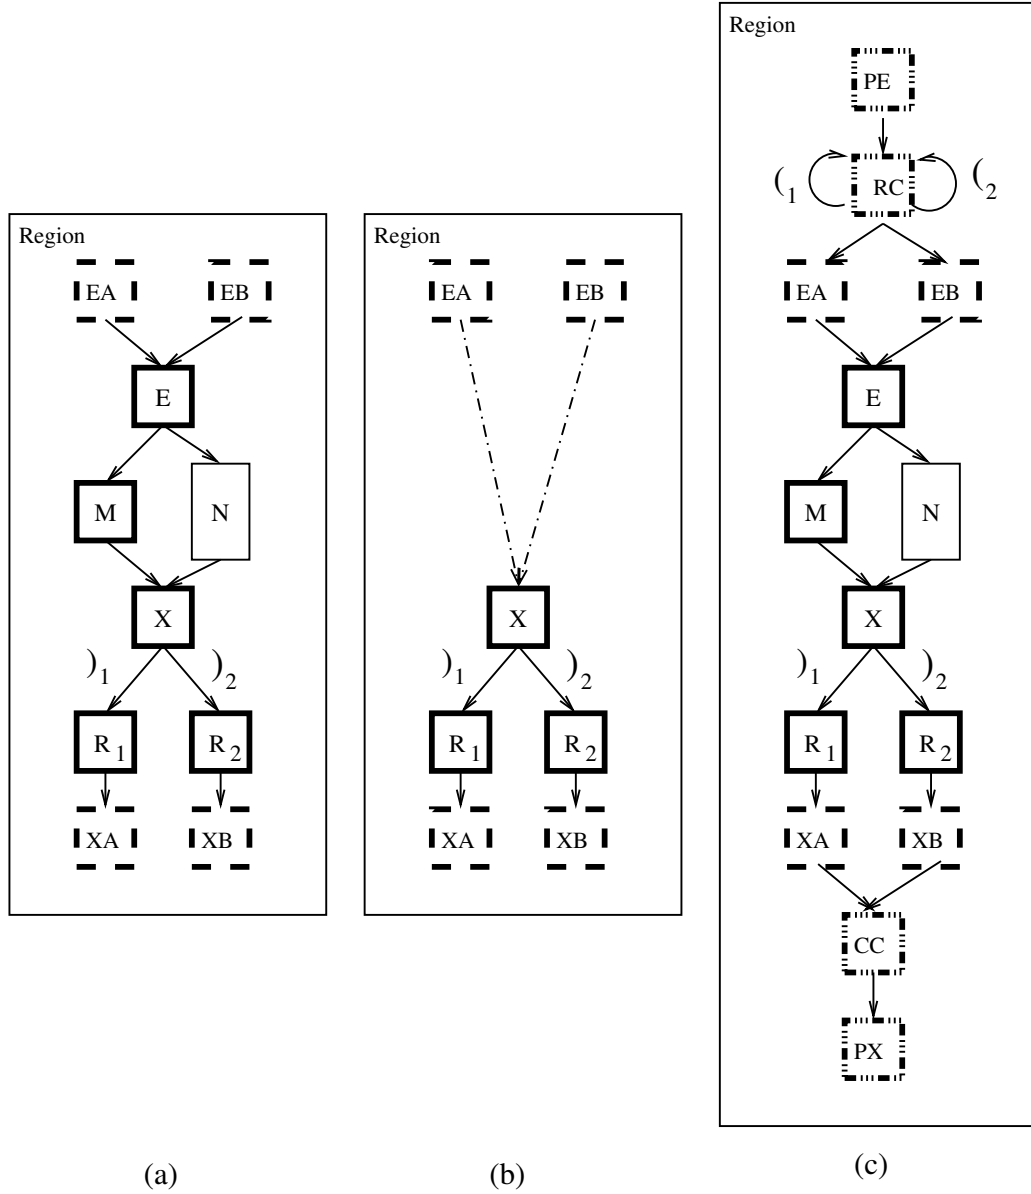 Region
EA EB
E
M N
X
)1 )2
R1 R2
XA XB
(a)
Region
EA EB
X
)1 )2
R1 R2
XA XB
(b)
Region
PE
(1 RC (2
EA EB
E
M N
X
)1 )2
R1 R2
XA XB
CC
PX
(c)